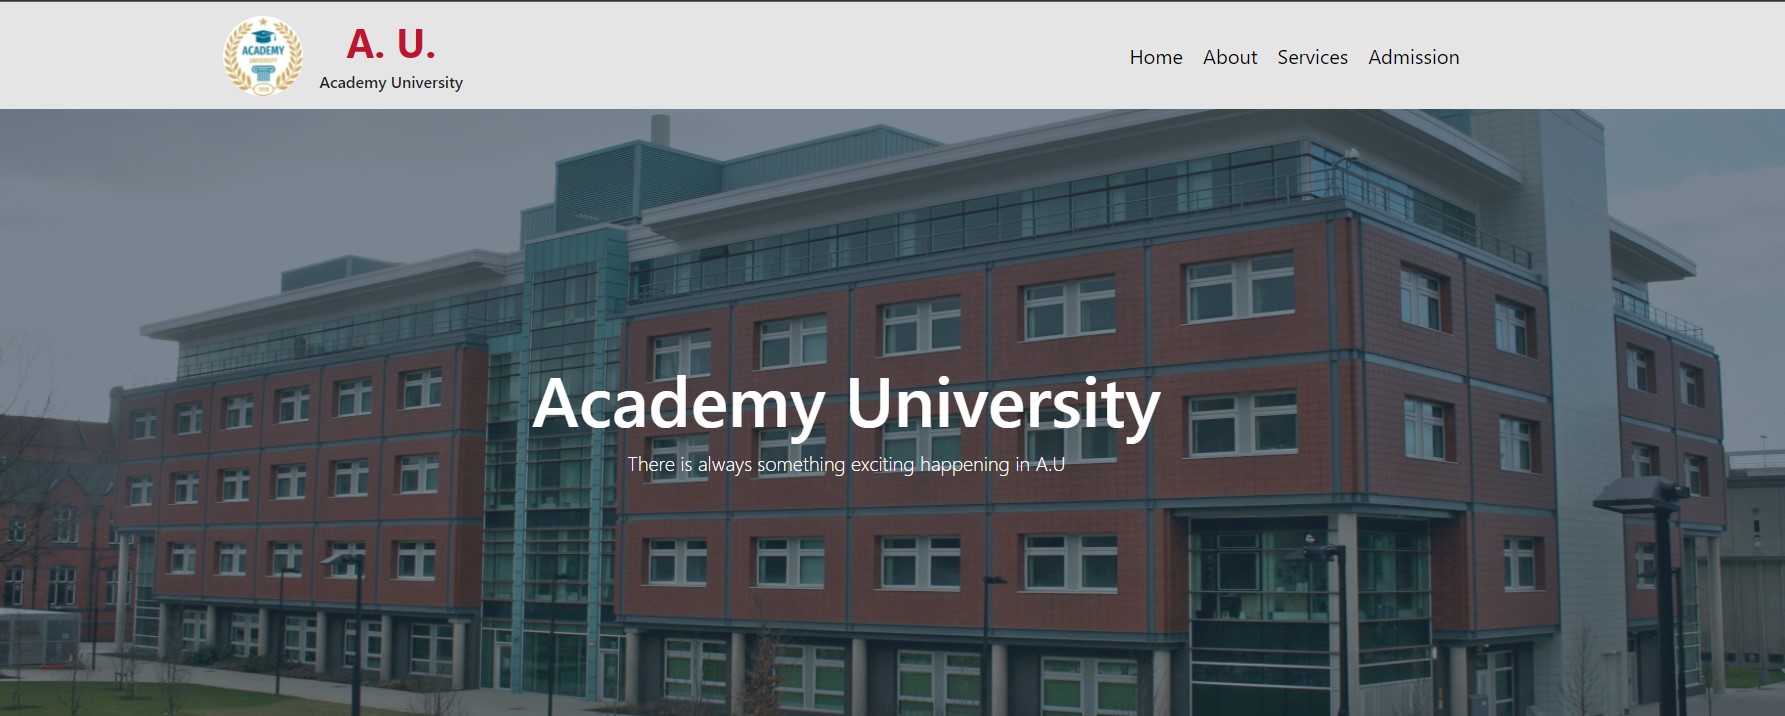 ACADEMY
UNIVERSITY
A. U.
Academy University
Home About Services Admission
Academy University
There is always something exciting happening in A.U